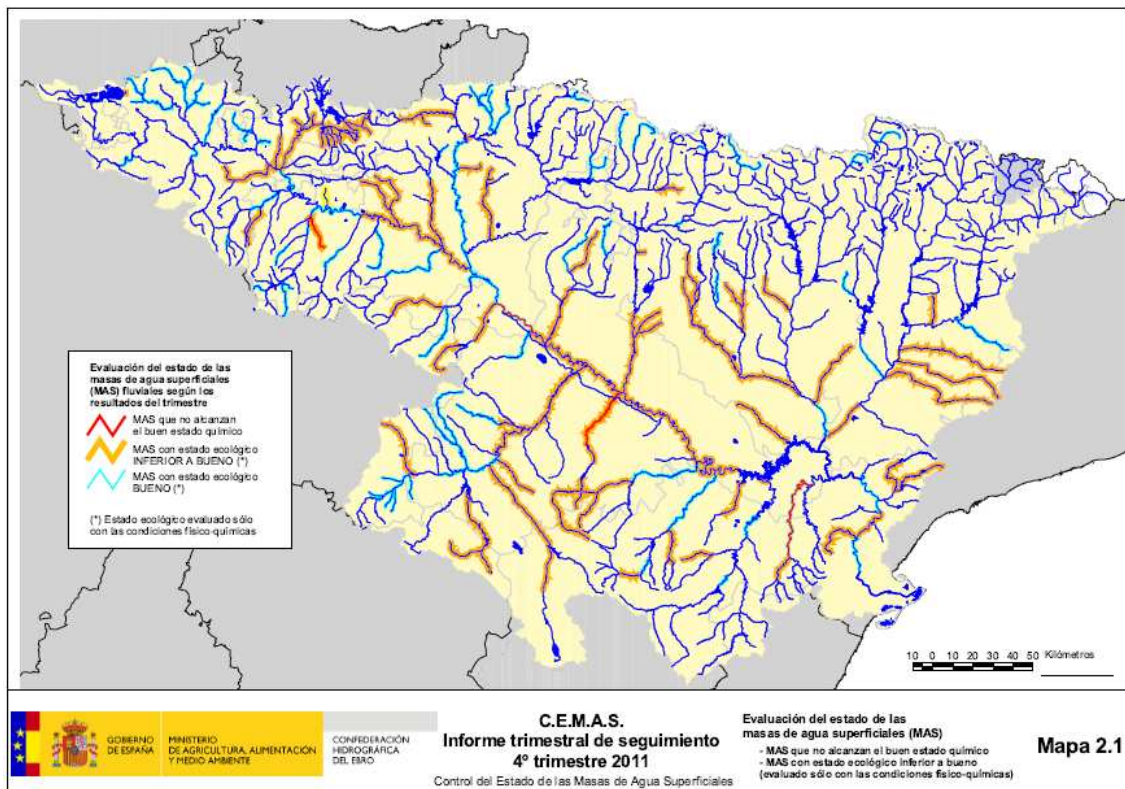 Evaluación del estado de las
masas de agua superficiales
(MAS) fluviales según los
resultados del trimestre
MAS que no alcanzan
el buen estado químico
MAS con estado ecológico
INFERIOR A BUENO (*)
MAS con estado ecológico
BUENO (*)
(*) Estado ecológico evaluado sólo
con las condiciones físico-químicas
10 0 10 20 30 40 50 Kilómetros
GOBIERNO
DE ESPAÑA
MINISTERIO
DE AGRICULTURA, ALIMENTACIÓN
Y MEDIO AMBIENTE
CONFEDERACIÓN
HIDROGRÁFICA
DEL EBRO
C.E.M.A.S.
Informe trimestral de seguimiento
4º trimestre 2011
Control del Estado de las Masas de Agua Superficiales
Evaluación del estado de las
masas de agua superficiales (MAS)
- MAS que no alcanzan el buen estado químico
- MAS con estado ecológico inferior a bueno
(evaluado sólo con las condiciones físico-químicas)
Mapa 2.1